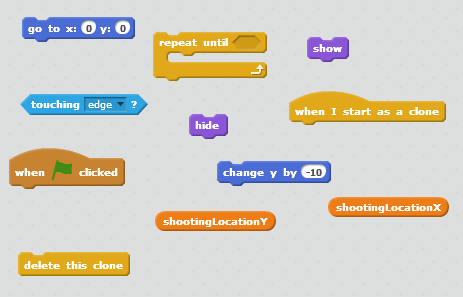 go to x: 0 y: 0
repeat until
show
touching edge ?
when I start as a clone
hide
when clicked
change y by -10
shootingLocationX
shootingLocationY
delete this clone